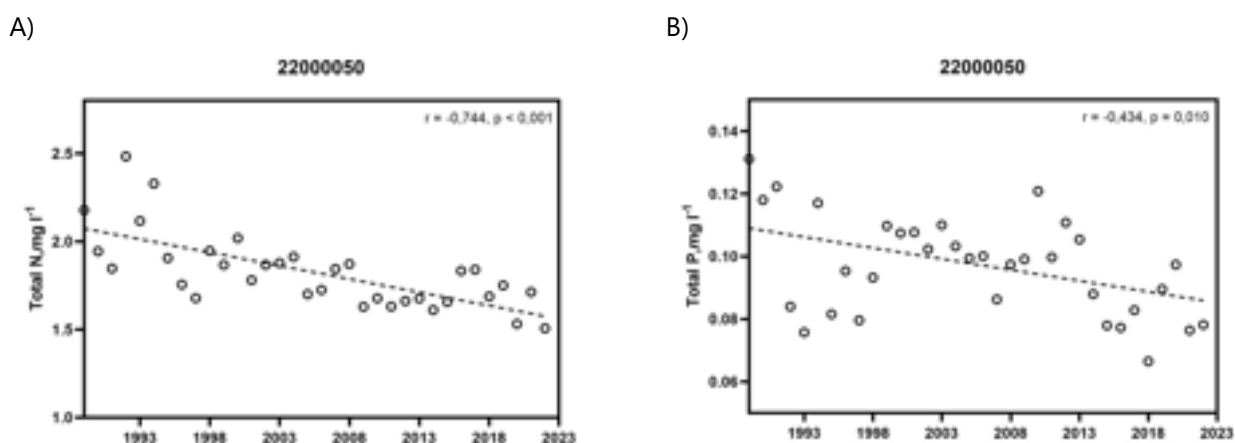 A)
B)
22000050
22000050
r = -0,744, p < 0,001
r = -0,434, p = 0,010
Total N,mg l⁻¹
2.5
2.0
1.5
1.0
1993 1998 2003 2008 2013 2018 2023
Total P,mg l⁻¹
0.14
0.12
0.10
0.08
0.06
1993 1998 2003 2008 2013 2018 2023